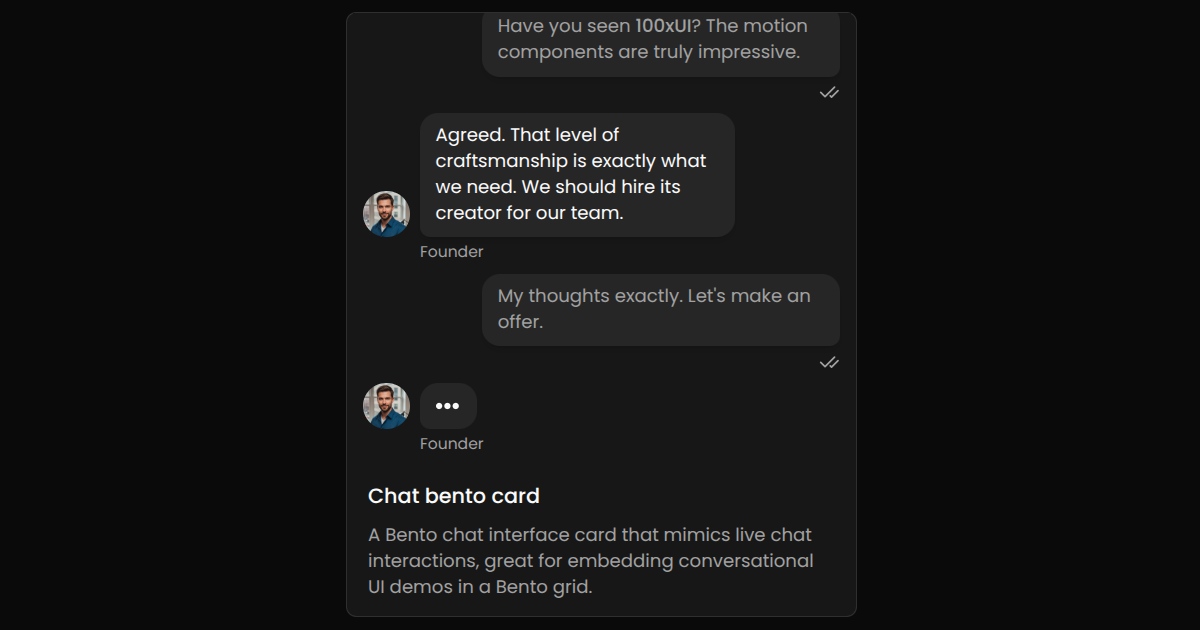 Have you seen 100xUI? The motion
components are truly impressive.
Agreed. That level of
craftsmanship is exactly what
we need. We should hire its
creator for our team.
Founder
My thoughts exactly. Let's make an
offer.
Founder
Chat bento card
A Bento chat interface card that mimics live chat
interactions, great for embedding conversational
UI demos in a Bento grid.